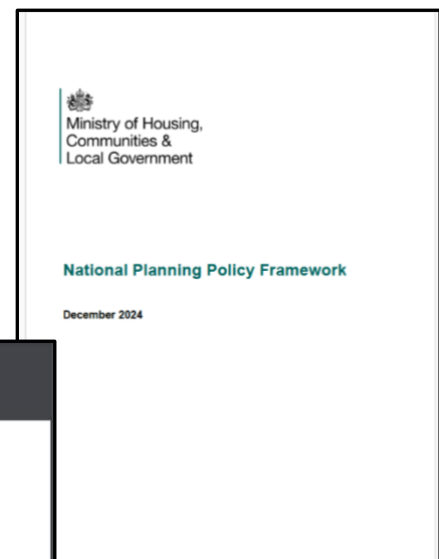 Ministry of Housing,
Communities &
Local Government
National Planning Policy Framework
December 2024